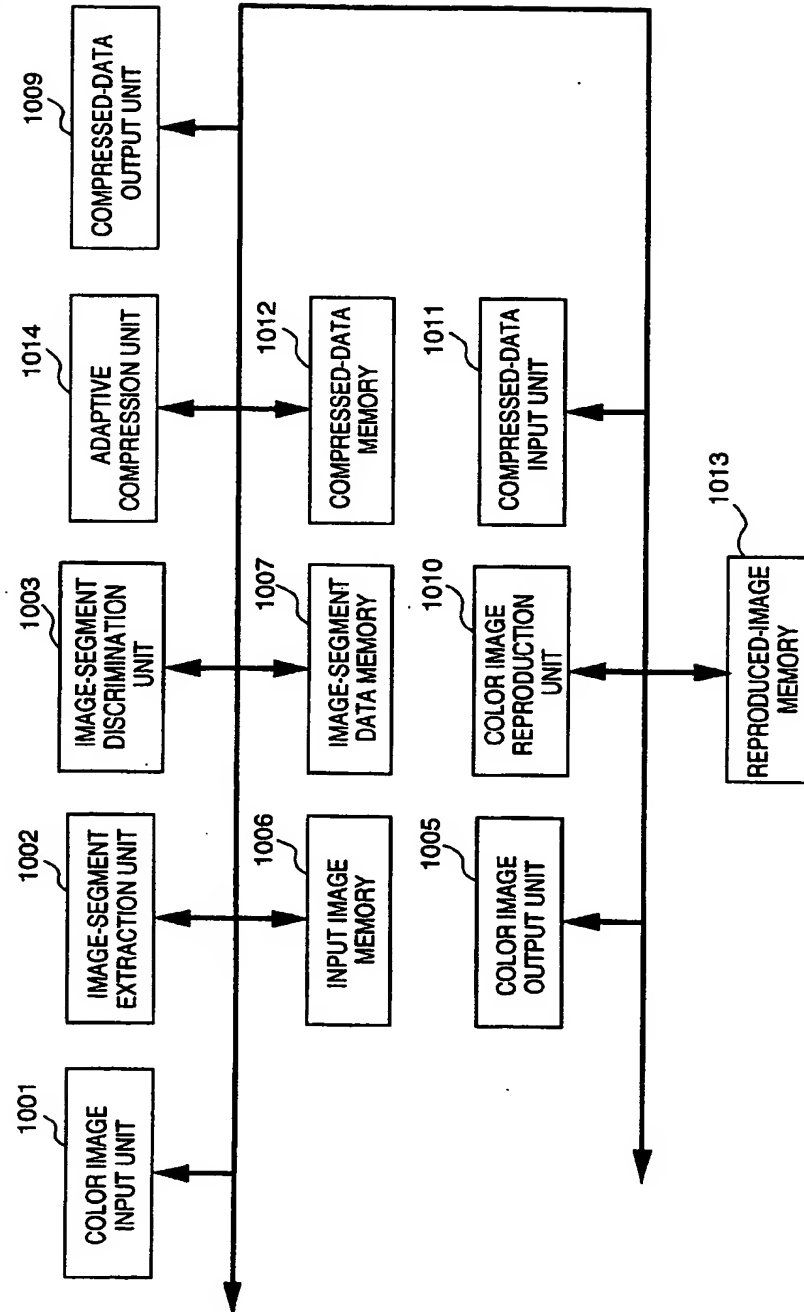 1001
COLOR IMAGE
INPUT UNIT
1002
IMAGE-SEGMENT
EXTRACTION UNIT
1003
IMAGE-SEGMENT
DISCRIMINATION
UNIT
1014
ADAPTIVE
COMPRESSION UNIT
1009
COMPRESSED-DATA
OUTPUT UNIT
1006
INPUT IMAGE
MEMORY
1007
IMAGE-SEGMENT
DATA MEMORY
1012
COMPRESSED-DATA
MEMORY
1005
COLOR IMAGE
OUTPUT UNIT
1010
COLOR IMAGE
REPRODUCTION
UNIT
1011
COMPRESSED-DATA
INPUT UNIT
1013
REPRODUCED-IMAGE
MEMORY